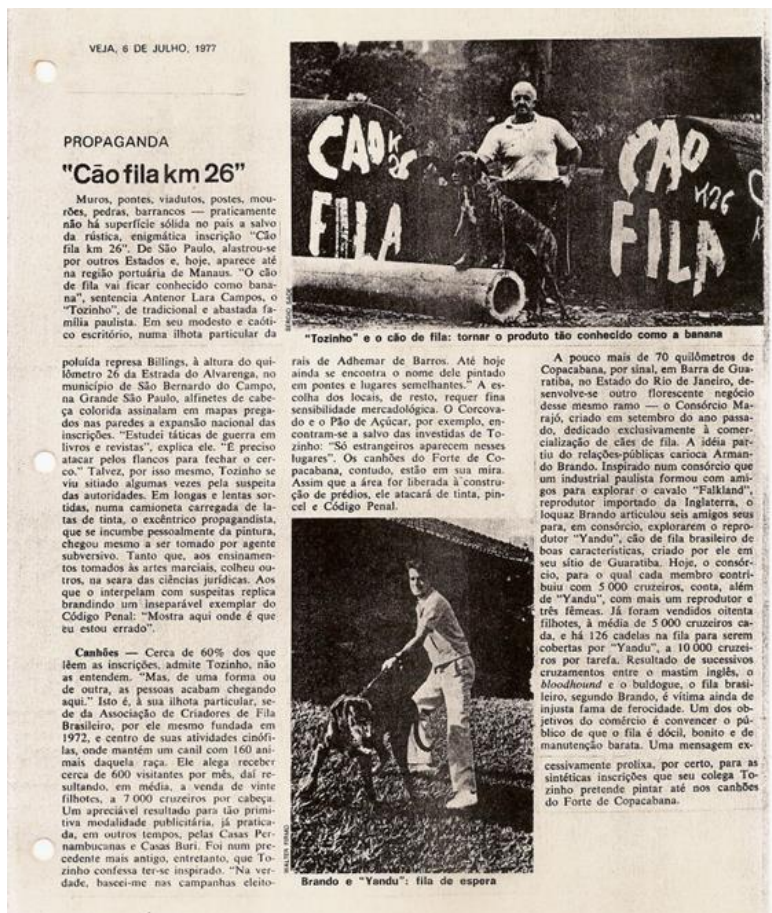 VEJA, 6 DE JULHO, 1977
PROPAGANDA
"Cão fila km 26"
Muros, pontes, viadutos, postes, mou-
rões, pedras, barrancos — praticamente
não há superfície sólida no país a salvo
da rústica, enigmática inscrição "Cão
fila km 26". De São Paulo, alastrou-se
por outros Estados e, hoje, aparece até
na região portuária de Manaus. "O cão
de fila vai ficar conhecido como bana-
na", sentencia Antenor Lara Campos, o
"Tozinho", de tradicional e abastada fa-
mília paulista. Em seu modesto e caóti-
co escritório, numa ilhota particular da
CAO K26
FILA
CAO
K26
FILA
SERGIO SADE
"Tozinho" e o cão de fila: tornar o produto tão conhecido como a banana
poluída represa Billings, à altura do qui-
lômetro 26 da Estrada do Alvarenga, no
município de São Bernardo do Campo,
na Grande São Paulo, alfinetes de cabe-
ça colorida assinalam em mapas prega-
dos nas paredes a expansão nacional das
inscrições. "Estudei táticas de guerra em
livros e revistas", explica ele. "É preciso
atacar pelos flancos para fechar o cer-
co." Talvez, por isso mesmo, Tozinho se
viu sitiado algumas vezes pela suspeita
das autoridades. Em longas e lentas sor-
tidas, numa camioneta carregada de la-
tas de tinta, o excêntrico propagandista,
que se incumbe pessoalmente da pintura,
chegou mesmo a ser tomado por agente
subversivo. Tanto que, aos ensinamen-
tos tomados às artes marciais, colheu ou-
tros, na seara das ciências jurídicas. Aos
que o interpelam com suspeitas replica
brandindo um inseparável exemplar do
Código Penal: "Mostra aqui onde é que
eu estou errado".
Canhões — Cerca de 60% dos que
lêem as inscrições, admite Tozinho, não
as entendem. "Mas, de uma forma ou
de outra, as pessoas acabam chegando
aqui." Isto é, à sua ilhota particular, se-
de da Associação de Criadores de Fila
Brasileiro, por ele mesmo fundada em
1972, e centro de suas atividades cinófi-
las, onde mantém um canil com 160 ani-
mais daquela raça. Ele alega receber
cerca de 600 visitantes por mês, daí re-
sultando, em média, a venda de vinte
filhotes, a 7 000 cruzeiros por cabeça.
Um apreciável resultado para tão primi-
tiva modalidade publicitária, já pratica-
da, em outros tempos, pelas Casas Per-
nambucanas e Casas Buri. Foi num pre-
cedente mais antigo, entretanto, que To-
zinho confessa ter-se inspirado. "Na ver-
dade, baseei-me nas campanhas eleito-
rais de Adhemar de Barros. Até hoje
ainda se encontra o nome dele pintado
em pontes e lugares semelhantes." A es-
colha dos locais, de resto, requer fina
sensibilidade mercadológica. O Corcova-
do e o Pão de Açúcar, por exemplo, en-
contram-se a salvo das investidas de To-
zinho: "Só estrangeiros aparecem nesses
lugares". Os canhões do Forte de Co-
pacabana, contudo, estão em sua mira.
Assim que a área for liberada à constru-
ção de prédios, ele atacará de tinta, pin-
cel e Código Penal.
WALTER FIRMO
Brando e "Yandu": fila de espera
A pouco mais de 70 quilômetros de
Copacabana, por sinal, em Barra de Gua-
ratiba, no Estado do Rio de Janeiro, de-
senvolve-se outro florescente negócio
desse mesmo ramo — o Consórcio Ma-
rajó, criado em setembro do ano passa-
do, dedicado exclusivamente à comer-
cialização de cães de fila. A idéia par-
tiu do relações-públicas carioca Arman-
do Brando. Inspirado num consórcio que
um industrial paulista formou com ami-
gos para explorar o cavalo "Falkland",
reprodutor importado da Inglaterra, o
loquaz Brando articulou seis amigos seus
para, em consórcio, explorarem o repro-
dutor "Yandu", cão de fila brasileiro de
boas características, criado por ele em
seu sítio de Guaratiba. Hoje, o consór-
cio, para o qual cada membro contri-
buiu com 5 000 cruzeiros, conta, além
de "Yandu", com mais um reprodutor e
três fêmeas. Já foram vendidos oitenta
filhotes, à média de 5 000 cruzeiros ca-
da, e há 126 cadelas na fila para serem
cobertas por "Yandu", a 10 000 cruzei-
ros por tarefa. Resultado de sucessivos
cruzamentos entre o mastim inglês, o
bloodhound e o buldogue, o fila brasi-
leiro, segundo Brando, é vítima ainda de
injusta fama de ferocidade. Um dos ob-
jetivos do comércio é convencer o pú-
blico de que o fila é dócil, bonito e de
manutenção barata. Uma mensagem ex-
cessivamente prolixa, por certo, para as
sintéticas inscrições que seu colega To-
zinho pretende pintar até nos canhões
do Forte de Copacabana.